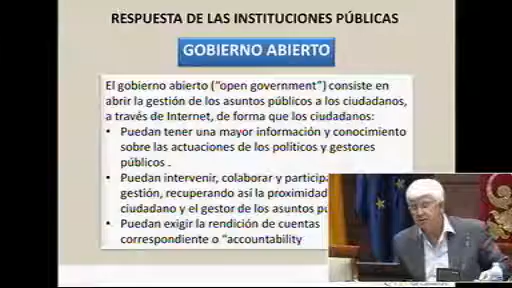 RESPUESTA DE LAS INSTITUCIONES PÚBLICAS
GOBIERNO ABIERTO
El gobierno abierto (“open government”) consiste en
abrir la gestión de los asuntos públicos a los ciudadanos,
a través de Internet, de forma que los ciudadanos:
• Puedan tener una mayor información y conocimiento
sobre las actuaciones de los políticos y gestores
públicos .
• Puedan intervenir, colaborar y participa
gestión, recuperando así la proximidad
ciudadano y el gestor de los asuntos pú
• Puedan exigir la rendición de cuentas
correspondiente o “accountability